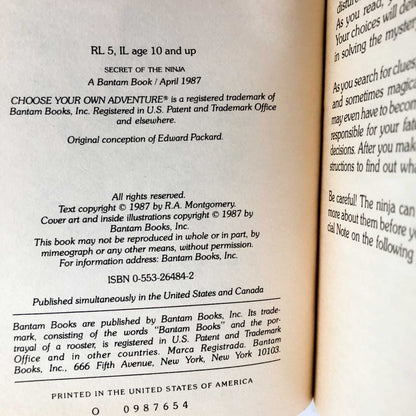 RL 5, IL age 10 and up
SECRET OF THE NINJA
A Bantam Book / April 1987
CHOOSE YOUR OWN ADVENTURE® is a registered trademark of
Bantam Books, Inc. Registered in U.S. Patent and Trademark Office
and elsewhere.
Original conception of Edward Packard.
All rights reserved.
Text copyright © 1987 by R.A. Montgomery.
Cover art and inside illustrations copyright © 1987 by
Bantam Books, Inc.
This book may not be reproduced in whole or in part, by
mimeograph or any other means, without permission.
For information address: Bantam Books, Inc.
ISBN 0-553-26484-2
Published simultaneously in the United States and Canada
Bantam Books are published by Bantam Books, Inc. Its trade-
mark, consisting of the words "Bantam Books" and the por-
trayal of a rooster, is registered in U.S. Patent and Trademark
Office and in other countries. Marca Registrada. Bantam
Books, Inc., 666 Fifth Avenue, New York, New York 10103.
PRINTED IN THE UNITED STATES OF AMERICA
O 0987654
As you read, y
Your choices will deter
in solving the mystery
As you search for clues,
and sometimes magica
may even have to becom
responsible for your fate
decisions. After you make
structions to find out wha
Be careful! The ninja can
more about them before y
cial Note on the following